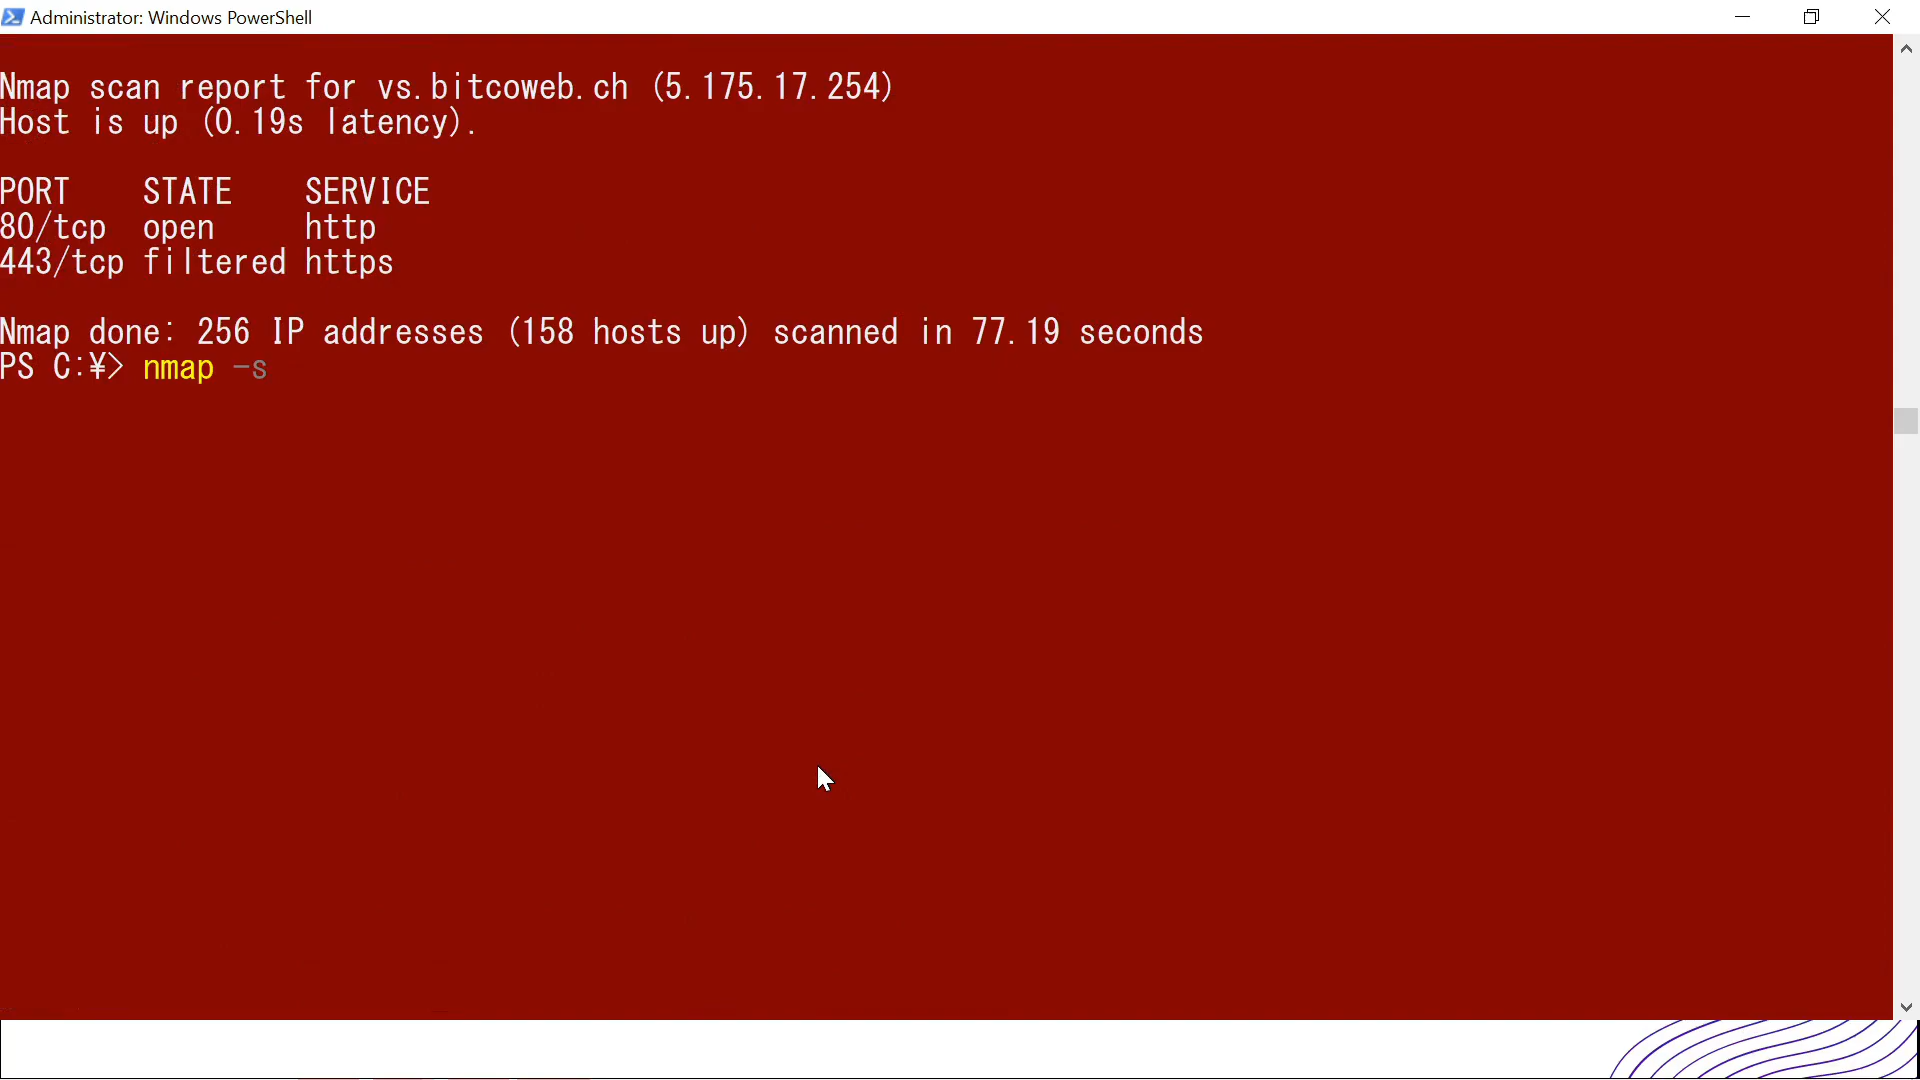 Administrator: Windows PowerShell
Nmap scan report for vs.bitcoweb.ch (5.175.17.254)
Host is up (0.19s latency).
PORT STATE SERVICE
80/tcp open http
443/tcp filtered https
Nmap done: 256 IP addresses (158 hosts up) scanned in 77.19 seconds
PS C:¥> nmap -s